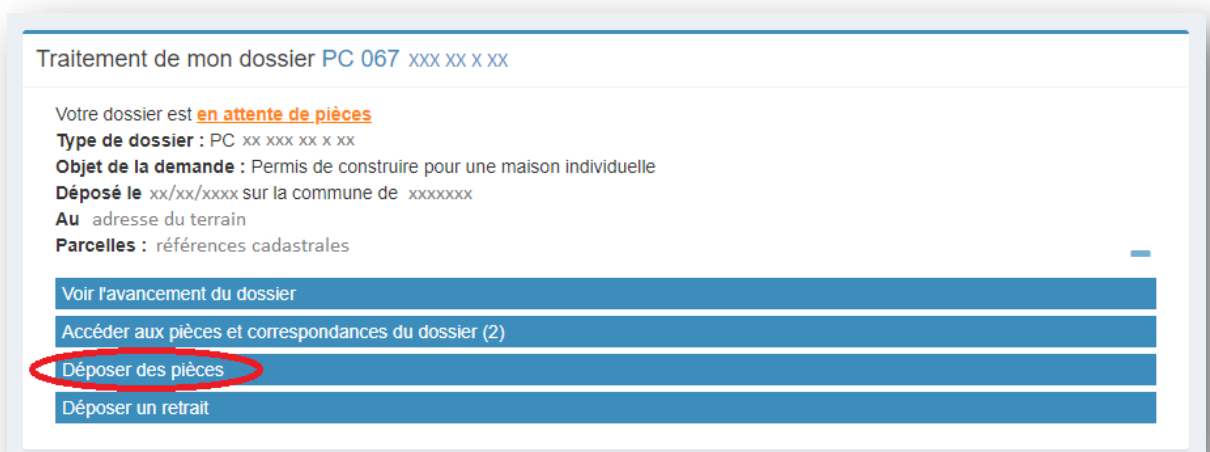 Traitement de mon dossier PC 067 xxx xx x xx
Votre dossier est en attente de pièces
Type de dossier : PC xx xxx xx x xx
Objet de la demande : Permis de construire pour une maison individuelle
Déposé le xx/xx/xxxx sur la commune de xxxxxxx
Au adresse du terrain
Parcelles : références cadastrales
Voir l'avancement du dossier
Accéder aux pièces et correspondances du dossier (2)
Déposer des pièces
Déposer un retrait